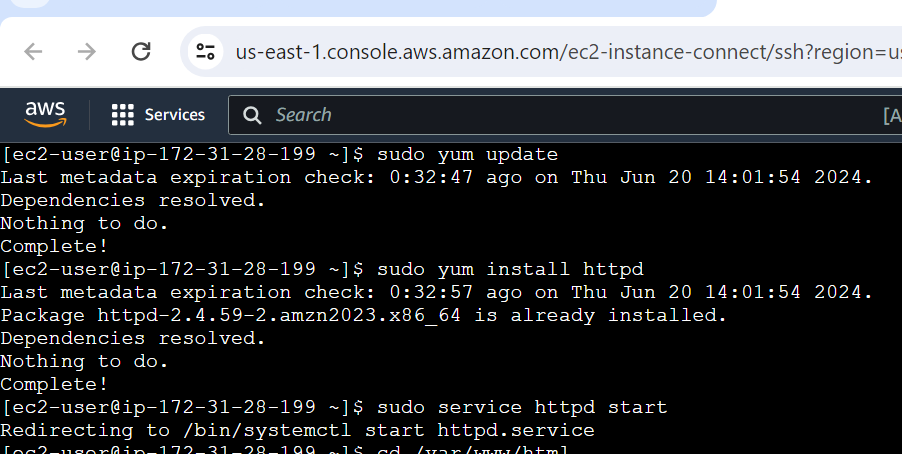 us-east-1.console.aws.amazon.com/ec2-instance-connect/ssh?region=us
aws
Services
Search
[A
[ec2-user@ip-172-31-28-199 ~]$ sudo yum update
Last metadata expiration check: 0:32:47 ago on Thu Jun 20 14:01:54 2024.
Dependencies resolved.
Nothing to do.
Complete!
[ec2-user@ip-172-31-28-199 ~]$ sudo yum install httpd
Last metadata expiration check: 0:32:57 ago on Thu Jun 20 14:01:54 2024.
Package httpd-2.4.59-2.amzn2023.x86_64 is already installed.
Dependencies resolved.
Nothing to do.
Complete!
[ec2-user@ip-172-31-28-199 ~]$ sudo service httpd start
Redirecting to /bin/systemctl start httpd.service
[ec2-user@ip-172-31-28-199 ~]$ cd /var/www/html